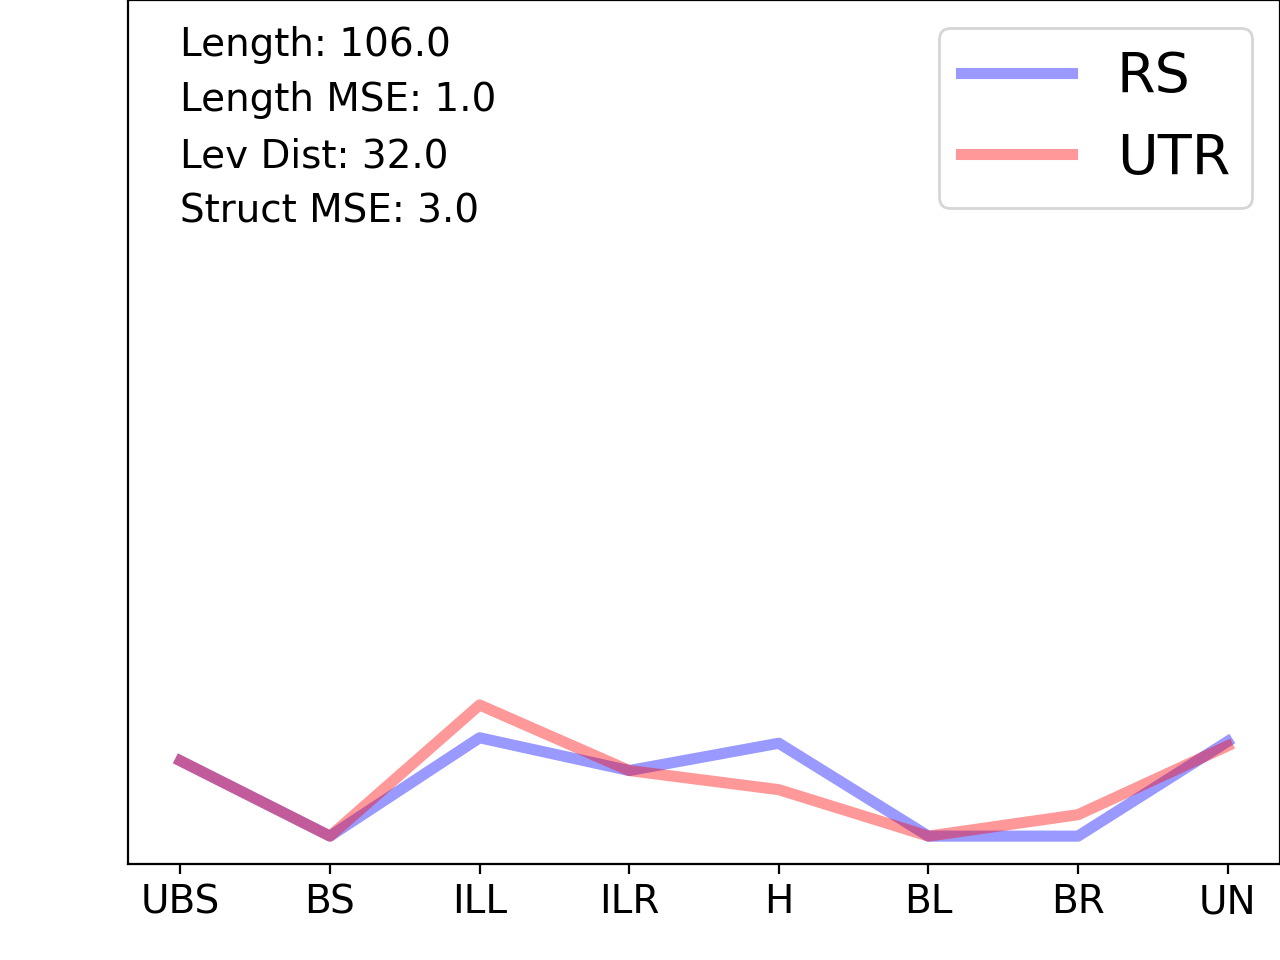 Length: 106.0
Length MSE: 1.0
Lev Dist: 32.0
Struct MSE: 3.0
RS
UTR
UBS BS ILL ILR H BL BR UN